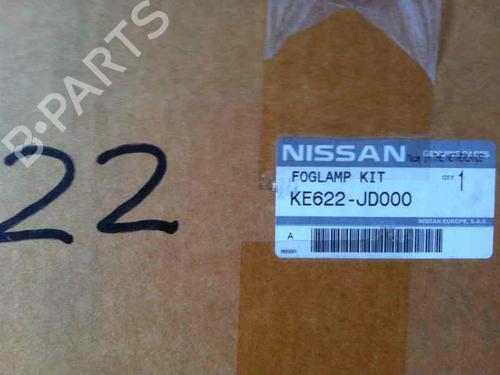 B-PARTS
22
NISSAN GENUINE PARTS
FOGLAMP KIT QTY 1
KE622-JD000
NISSAN EUROPE, S.A.S.
A